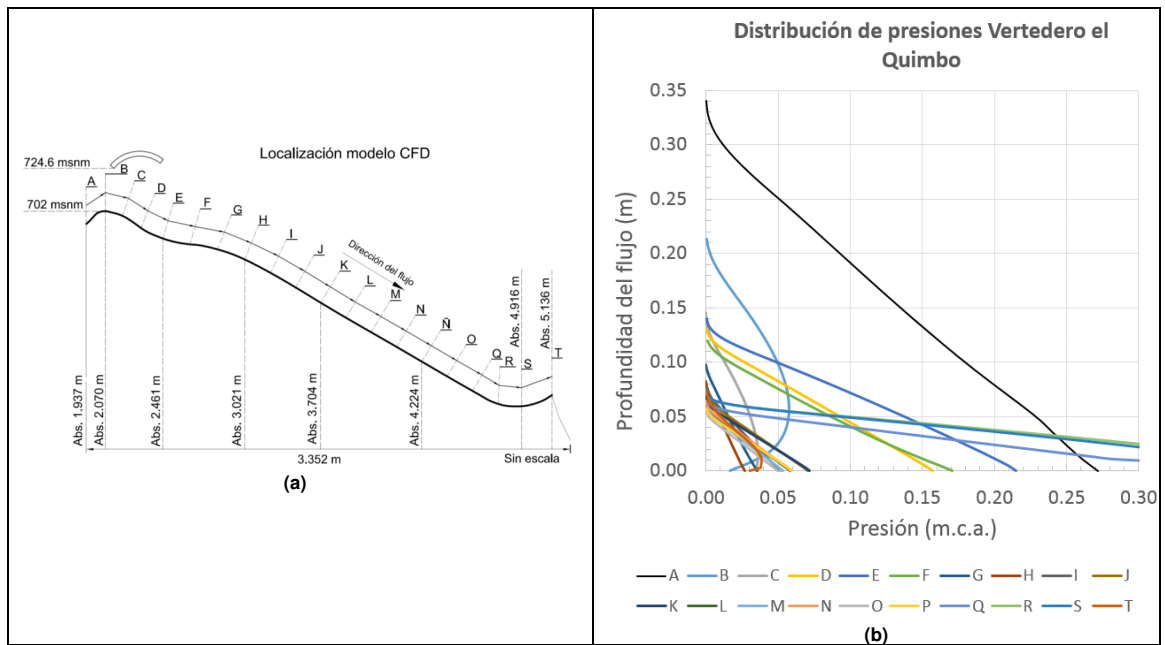 Localización modelo CFD
724.6 msnm
702 msnm
A
B
C
D
E
F
G
H
I
J
K
L
M
N
Ñ
O
Q
R
S
T
Dirección del flujo
Abs. 1.937 m
Abs. 2.070 m
Abs. 2.461 m
Abs. 3.021 m
Abs. 3.704 m
Abs. 4.224 m
Abs. 4.916 m
Abs. 5.136 m
3.352 m
Sin escala
(a)
Distribución de presiones Vertedero el
Quimbo
Profundidad del flujo (m)
0.35
0.30
0.25
0.20
0.15
0.10
0.05
0.00
0.00 0.05 0.10 0.15 0.20 0.25 0.30
Presión (m.c.a.)
A B C D E F G H I J
K L M N O P Q R S T
(b)